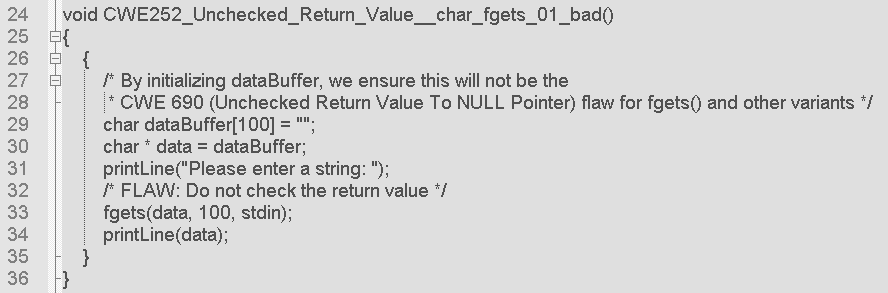 24 void CWE252_Unchecked_Return_Value__char_fgets_01_bad()
25 {
26 {
27 /* By initializing dataBuffer, we ensure this will not be the
28 * CWE 690 (Unchecked Return Value To NULL Pointer) flaw for fgets() and other variants */
29 char dataBuffer[100] = "";
30 char * data = dataBuffer;
31 printLine("Please enter a string: ");
32 /* FLAW: Do not check the return value */
33 fgets(data, 100, stdin);
34 printLine(data);
35 }
36 }